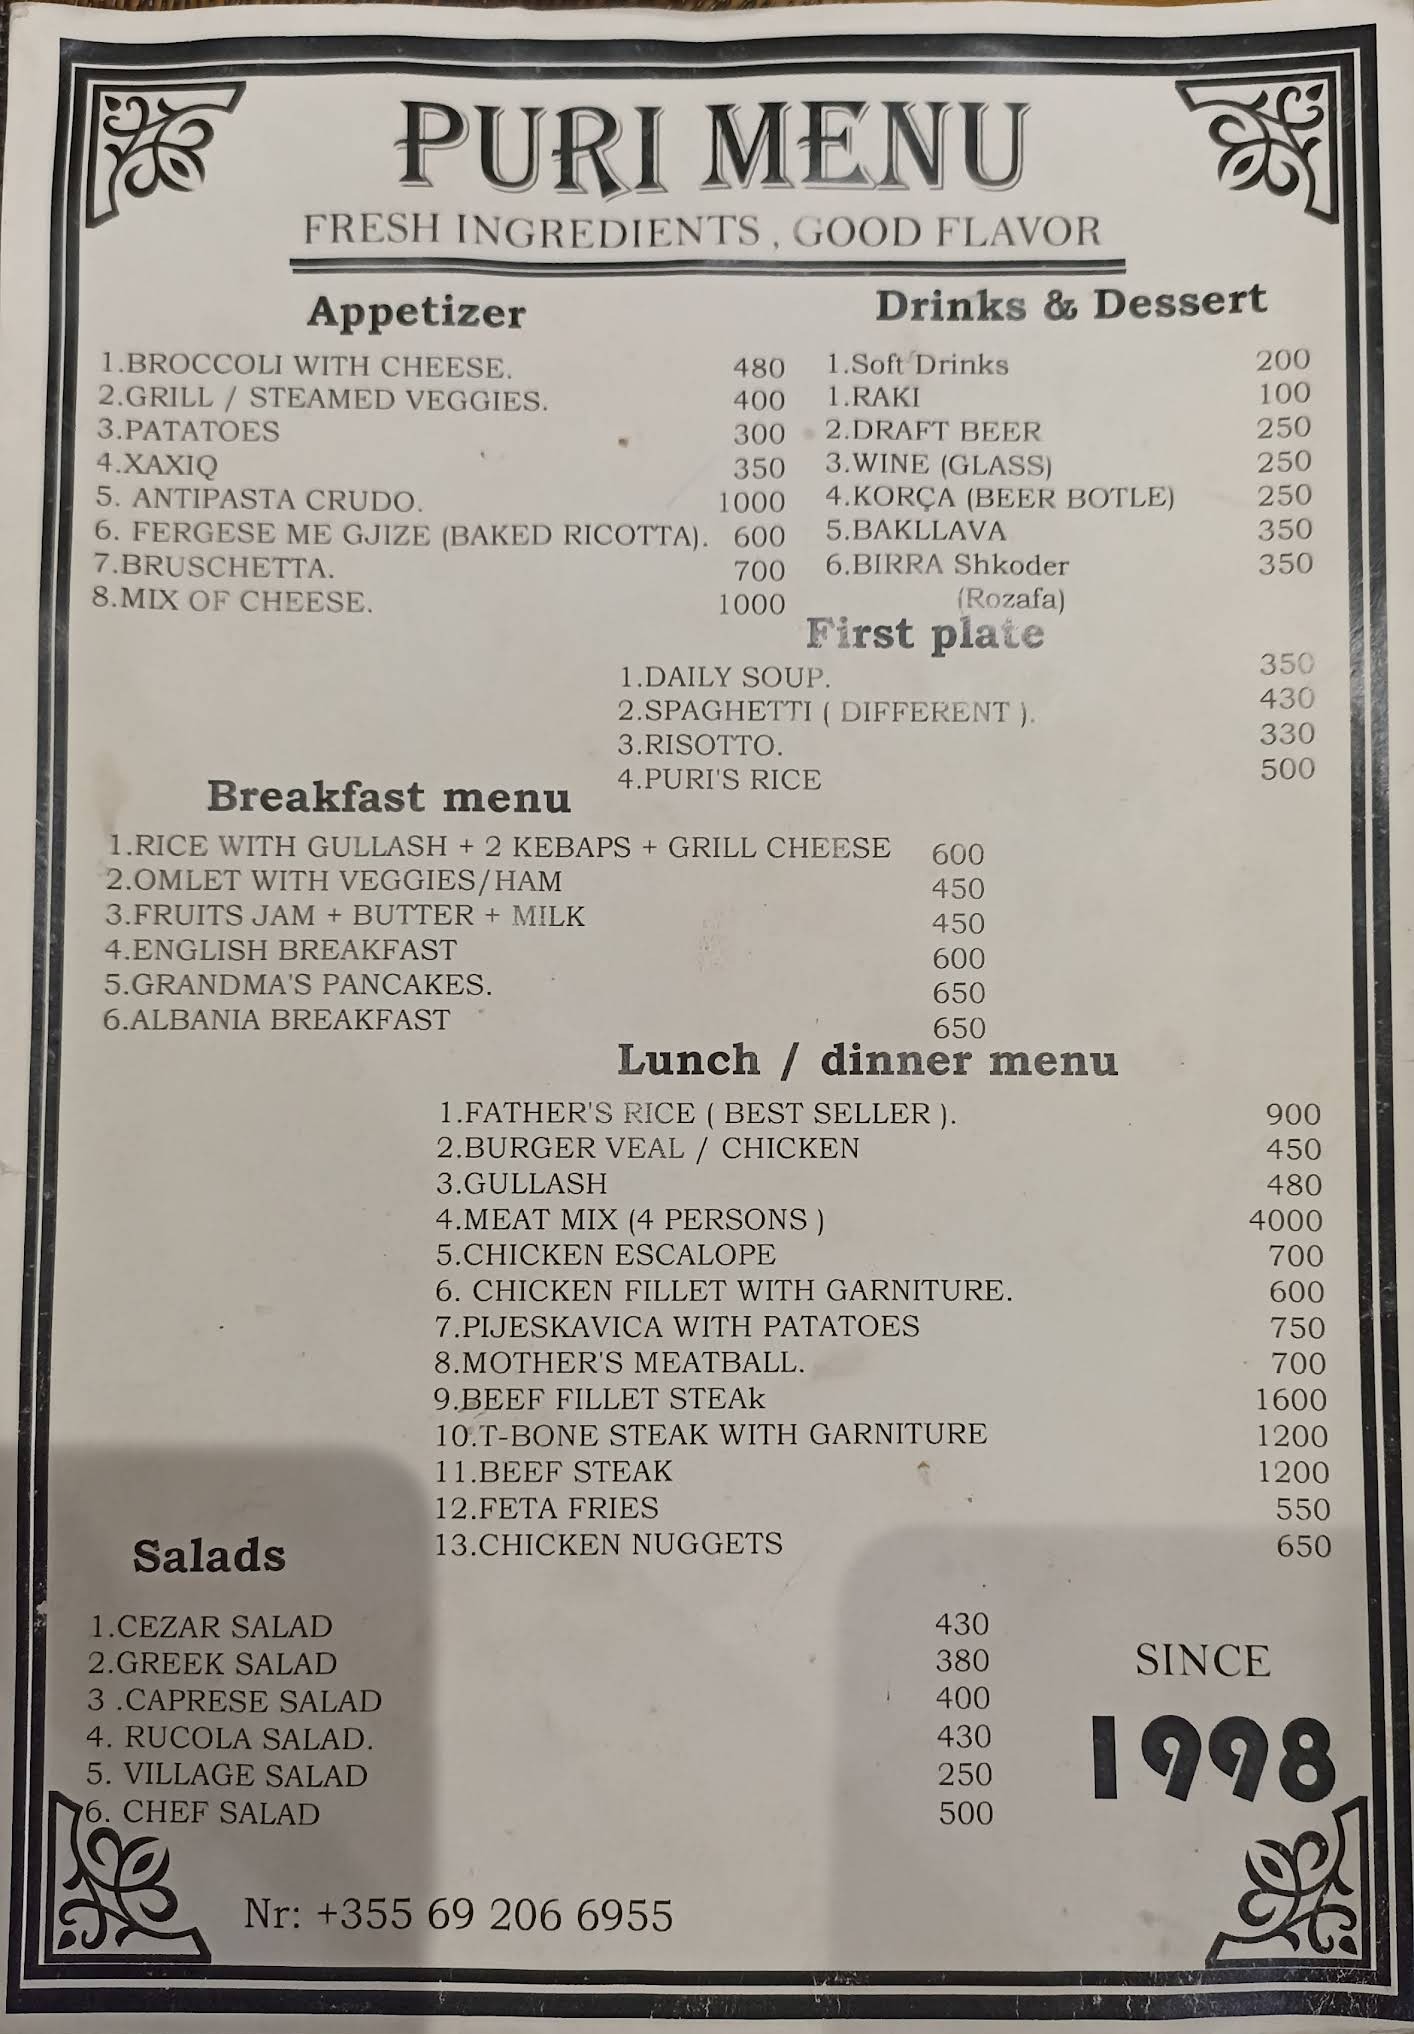 PURI MENU
FRESH INGREDIENTS , GOOD FLAVOR
Appetizer
1.BROCCOLI WITH CHEESE. 480
2.GRILL / STEAMED VEGGIES. 400
3.PATATOES 300
4.XAXIQ 350
5. ANTIPASTA CRUDO. 1000
6. FERGESE ME GJIZE (BAKED RICOTTA). 600
7.BRUSCHETTA. 700
8.MIX OF CHEESE. 1000
Drinks & Dessert
1.Soft Drinks 200
1.RAKI 100
2.DRAFT BEER 250
3.WINE (GLASS) 250
4.KORÇA (BEER BOTLE) 250
5.BAKLLAVA 350
6.BIRRA Shkoder 350
(Rozafa)
First plate
1.DAILY SOUP. 350
2.SPAGHETTI ( DIFFERENT ). 430
3.RISOTTO. 330
4.PURI'S RICE 500
Breakfast menu
1.RICE WITH GULLASH + 2 KEBAPS + GRILL CHEESE 600
2.OMLET WITH VEGGIES/HAM 450
3.FRUITS JAM + BUTTER + MILK 450
4.ENGLISH BREAKFAST 600
5.GRANDMA'S PANCAKES. 650
6.ALBANIA BREAKFAST 650
Lunch / dinner menu
1.FATHER'S RICE ( BEST SELLER ). 900
2.BURGER VEAL / CHICKEN 450
3.GULLASH 480
4.MEAT MIX (4 PERSONS ) 4000
5.CHICKEN ESCALOPE 700
6. CHICKEN FILLET WITH GARNITURE. 600
7.PIJESKAVICA WITH PATATOES 750
8.MOTHER'S MEATBALL. 700
9.BEEF FILLET STEAk 1600
10.T-BONE STEAK WITH GARNITURE 1200
11.BEEF STEAK 1200
12.FETA FRIES 550
13.CHICKEN NUGGETS 650
Salads
1.CEZAR SALAD 430
2.GREEK SALAD 380
3 .CAPRESE SALAD 400
4. RUCOLA SALAD. 430
5. VILLAGE SALAD 250
6. CHEF SALAD 500
SINCE
1998
Nr: +355 69 206 6955